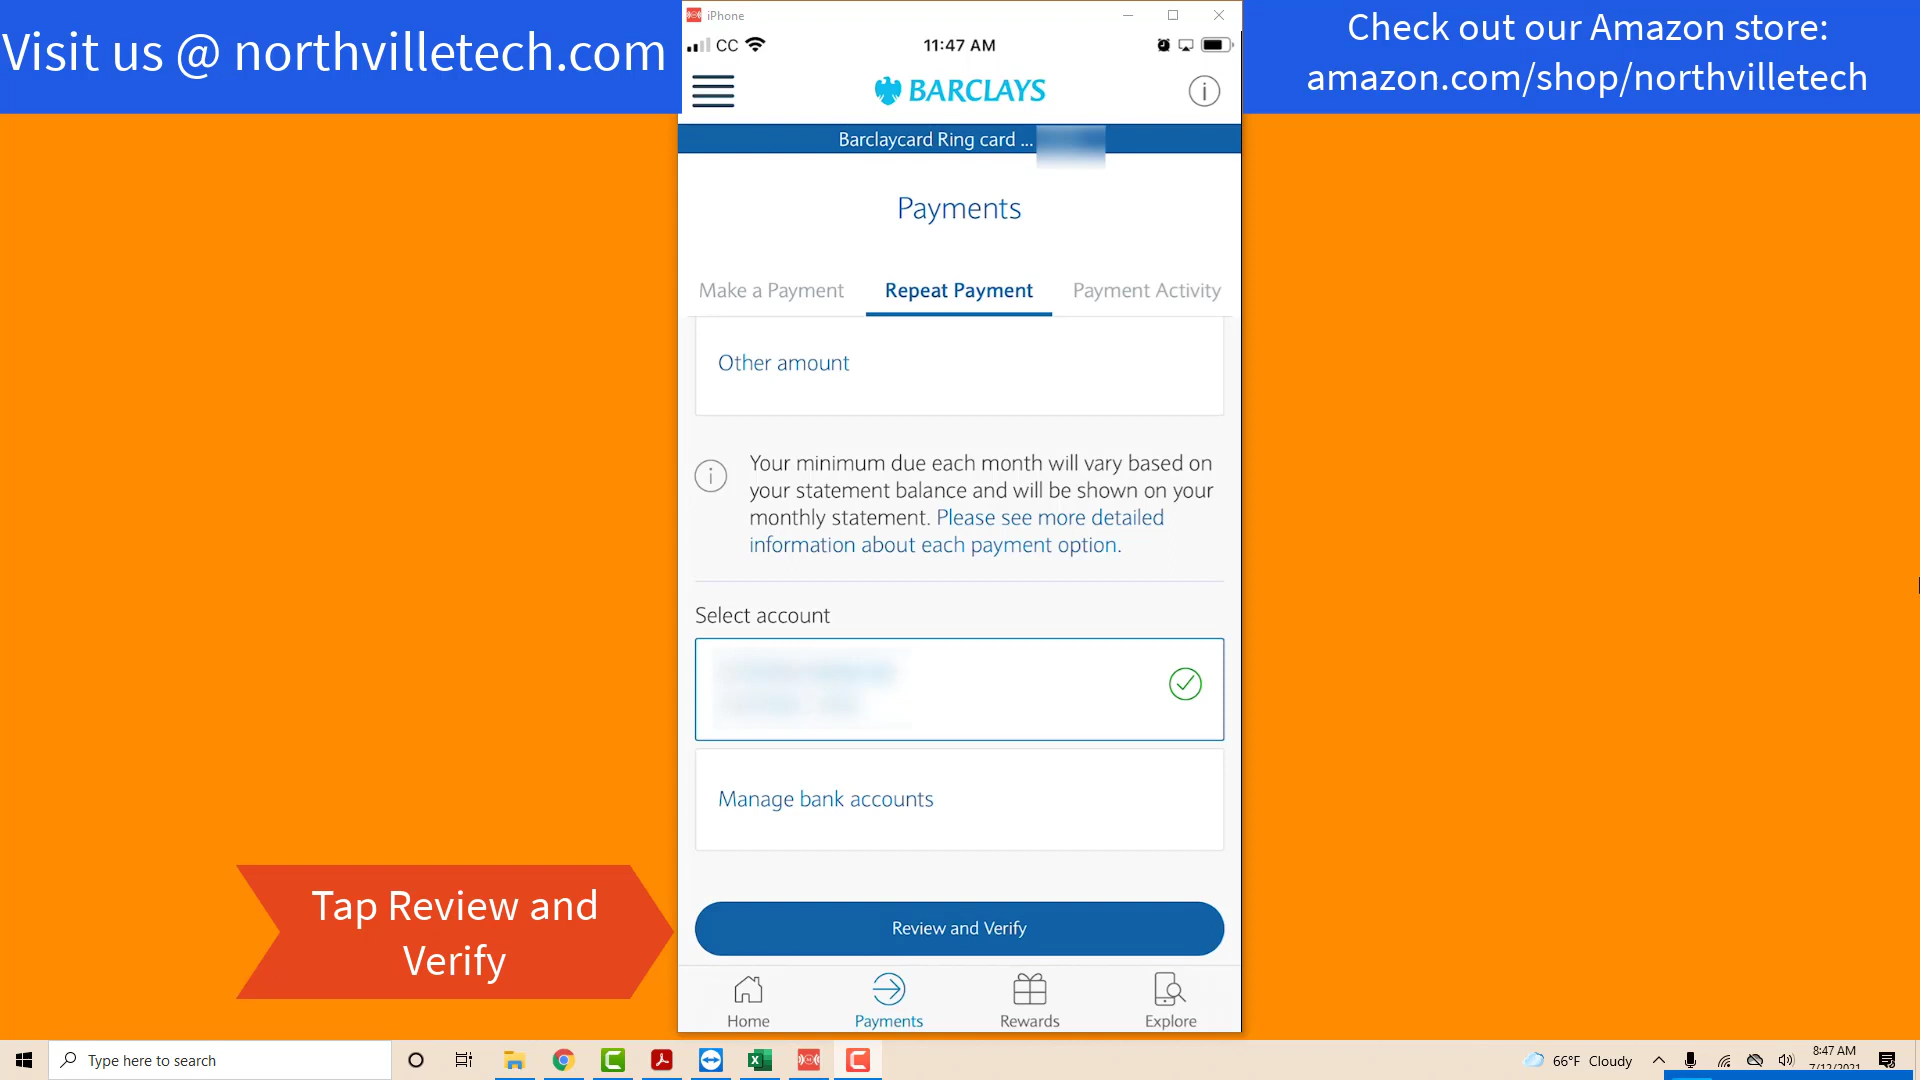 Visit us @ northvilletech.com
iPhone
Check out our Amazon store:
amazon.com/shop/northvilletech
CC
11:47 AM
BARCLAYS
Barclaycard Ring card ...
Payments
Make a Payment
Repeat Payment
Payment Activity
Other amount
Your minimum due each month will vary based on
your statement balance and will be shown on your
monthly statement. Please see more detailed
information about each payment option.
Select account
Manage bank accounts
Tap Review and
Verify
Review and Verify
Home
Payments
Rewards
Explore
Type here to search
66°F Cloudy
8:47 AM
7/12/2021